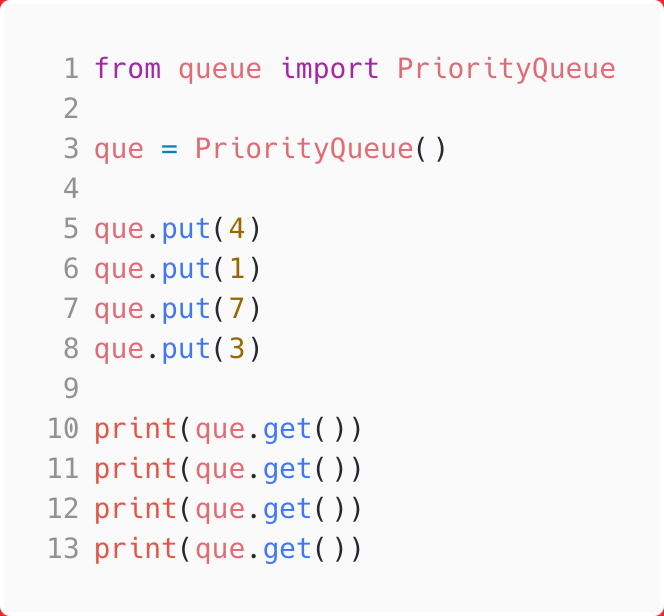 1 from queue import PriorityQueue
2
3 que = PriorityQueue()
4
5 que.put(4)
6 que.put(1)
7 que.put(7)
8 que.put(3)
9
10 print(que.get())
11 print(que.get())
12 print(que.get())
13 print(que.get())